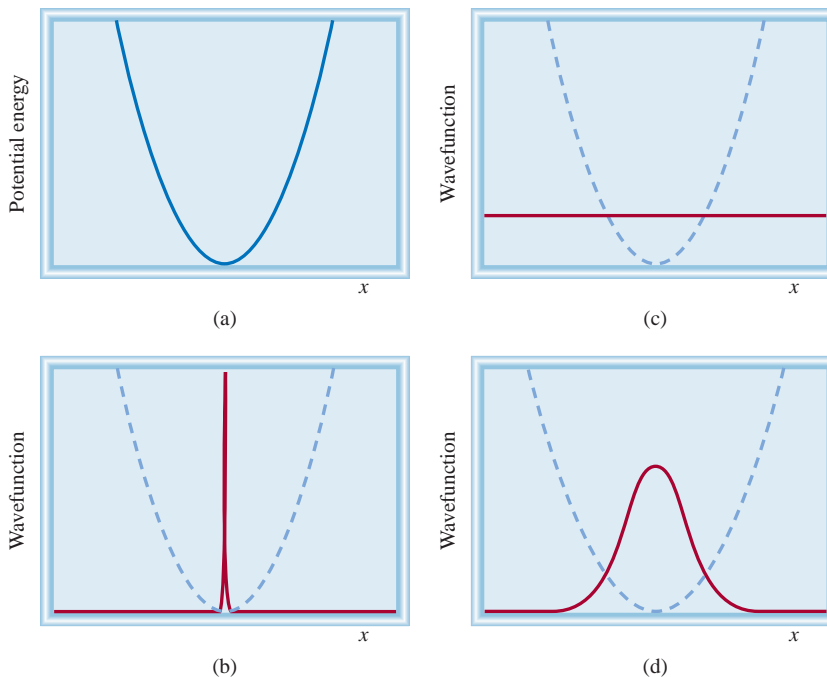 Potential energy
x
(a)
Wavefunction
x
(c)
Wavefunction
x
(b)
Wavefunction
x
(d)